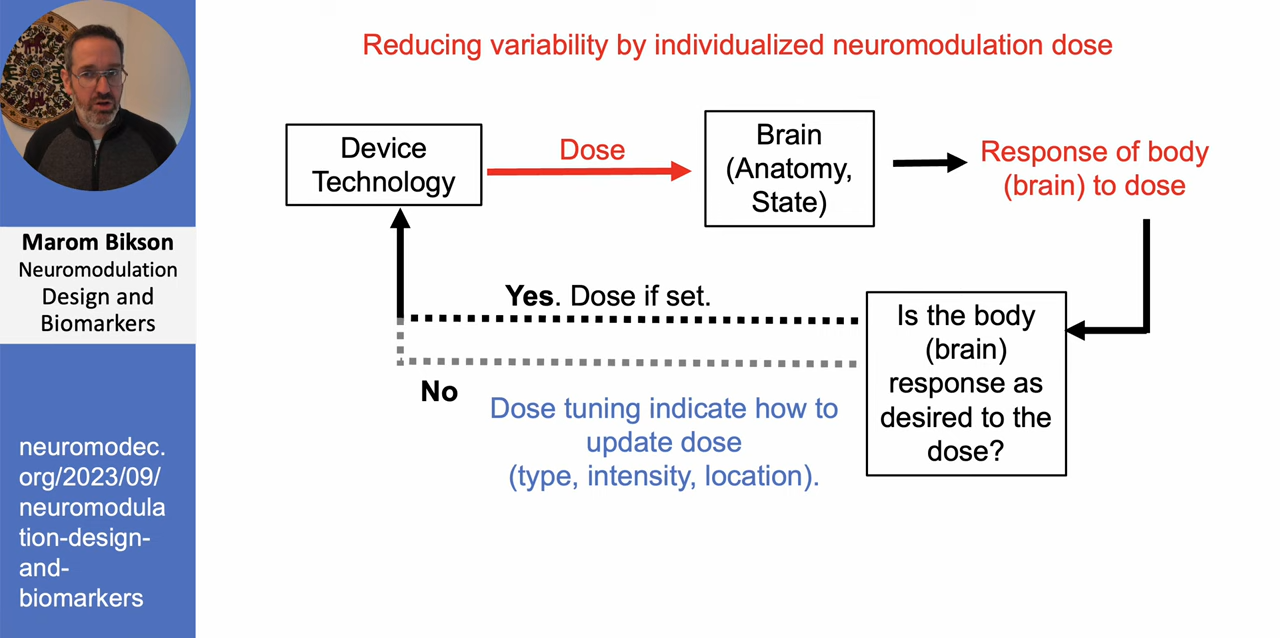 Reducing variability by individualized neuromodulation dose
Device
Technology
Dose
Brain
(Anatomy,
State)
Response of body
(brain) to dose
Marom Bikson
Neuromodulation
Design and
Biomarkers
Yes. Dose if set.
No
Dose tuning indicate how to
update dose
(type, intensity, location).
Is the body
(brain)
response as
desired to the
dose?
neuromodec.
org/2023/09/
neuromodula
tion-design-
and-
biomarkers